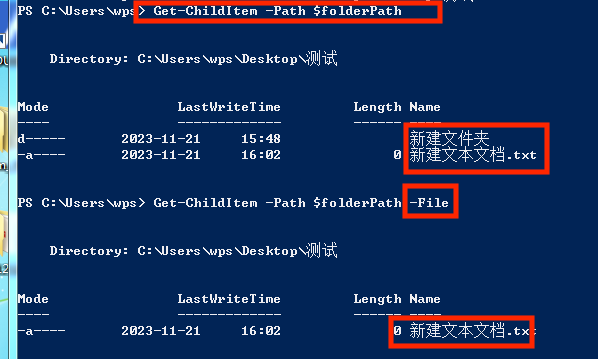 PS C:\Users\wps> Get-ChildItem -Path $folderPath
Directory: C:\Users\wps\Desktop\测试
Mode LastWriteTime Length Name
---- ------------- ------ ----
d----- 2023-11-21 15:48 新建文件夹
-a---- 2023-11-21 16:02 0 新建文本文档.txt
PS C:\Users\wps> Get-ChildItem -Path $folderPath -File
Directory: C:\Users\wps\Desktop\测试
Mode LastWriteTime Length Name
---- ------------- ------ ----
-a---- 2023-11-21 16:02 0 新建文本文档.txt